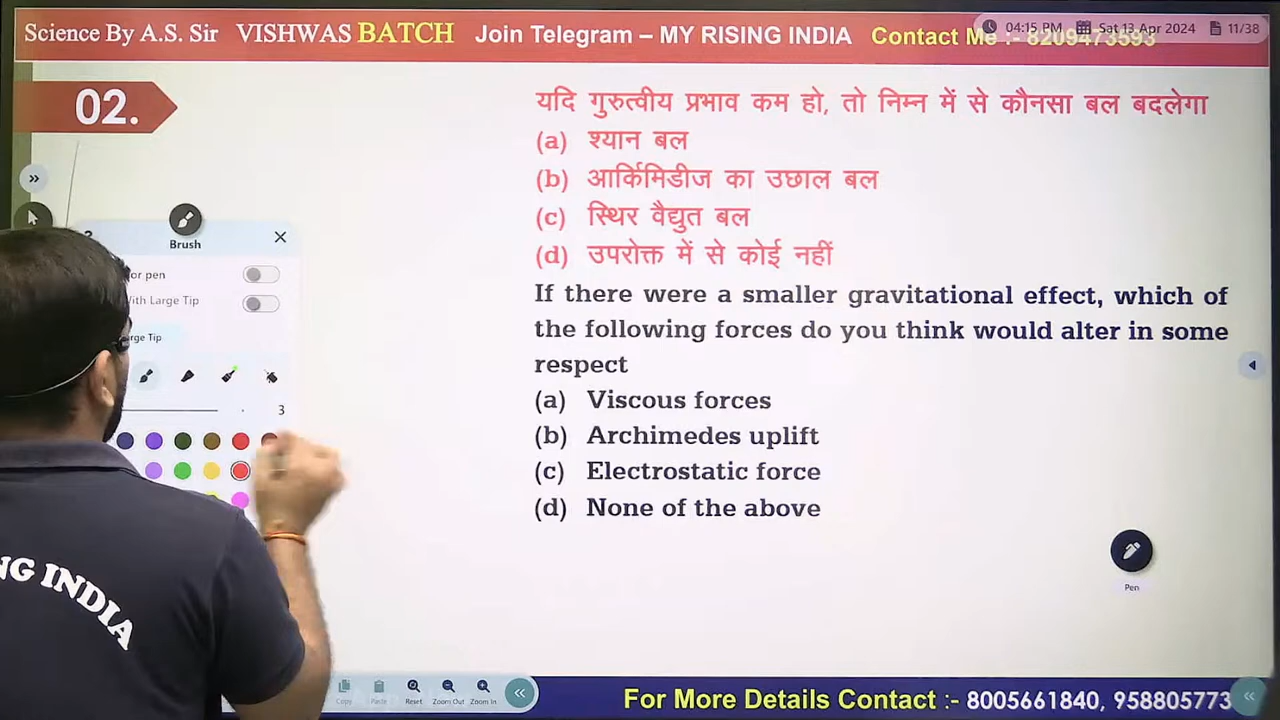 Science By A.S. Sir VISHWAS BATCH Join Telegram – MY RISING INDIA Contact Me :- 8209473593
04:15 PM Sat 13 Apr 2024 11/38
02.
यदि गुरुत्वीय प्रभाव कम हो, तो निम्न में से कौनसा बल बदलेगा
(a) श्यान बल
(b) आर्किमिडीज का उछाल बल
(c) स्थिर वैद्युत बल
(d) उपरोक्त में से कोई नहीं
If there were a smaller gravitational effect, which of
the following forces do you think would alter in some
respect
(a) Viscous forces
(b) Archimedes uplift
(c) Electrostatic force
(d) None of the above
Brush
or pen
With Large Tip
arge Tip
3
NG INDIA
Pen
Copy Paste Reset Zoom Out Zoom In
For More Details Contact :- 8005661840, 958805773